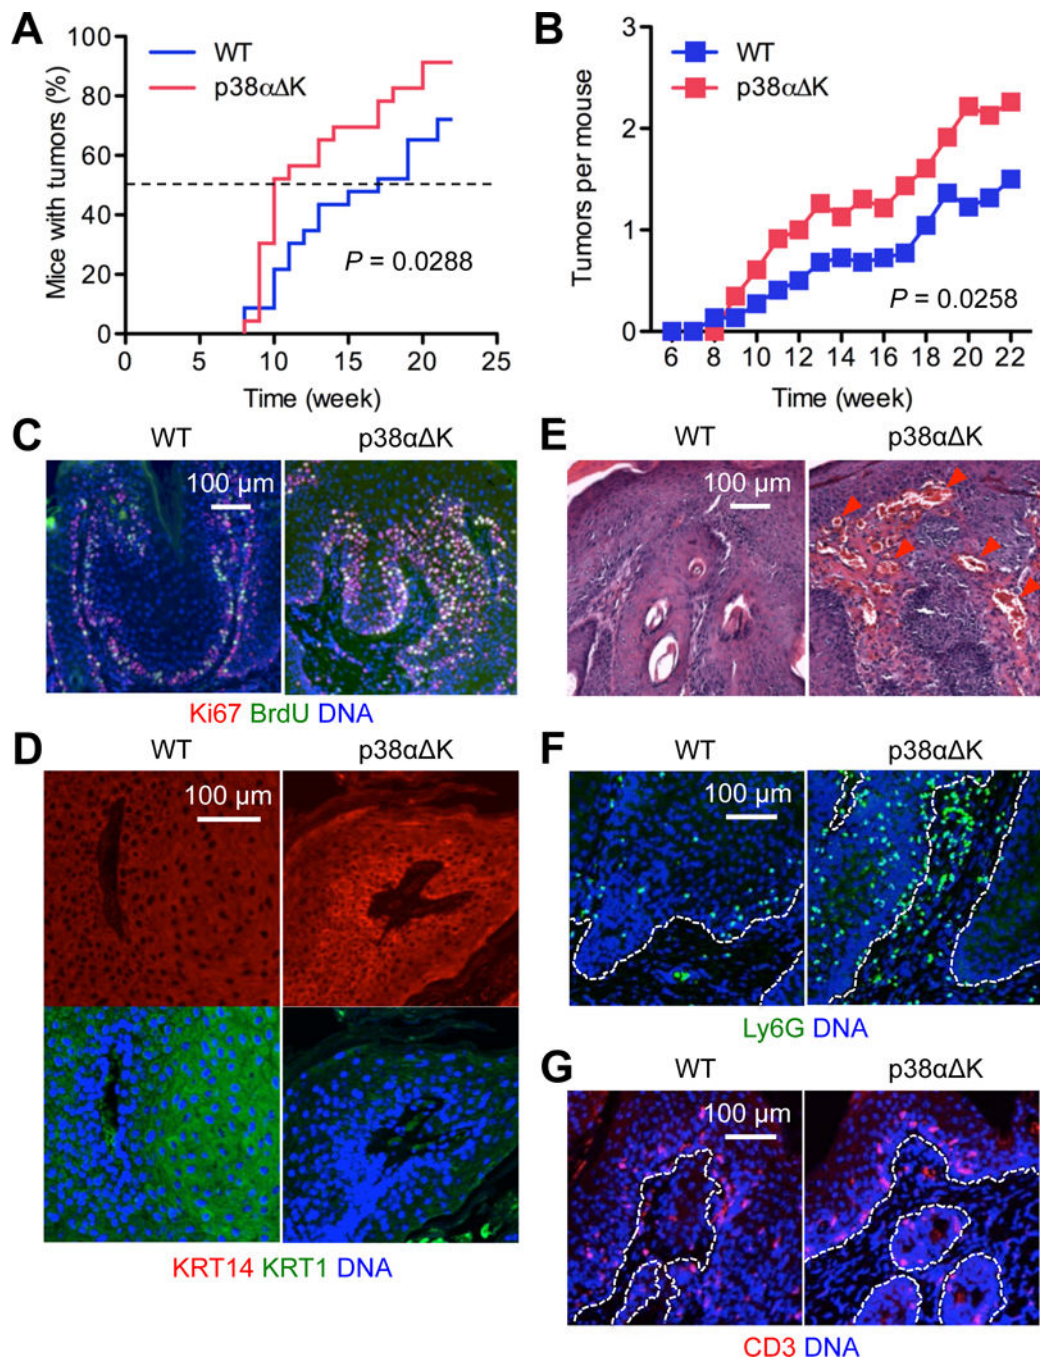 A
100
80
60
40
20
0
Mice with tumors (%)
WT
p38αΔK
P = 0.0288
0 5 10 15 20 25
Time (week)
B
3
2
1
0
Tumors per mouse
WT
p38αΔK
P = 0.0258
6 8 10 12 14 16 18 20 22
Time (week)
C
WT p38αΔK
100 μm
Ki67 BrdU DNA
D
WT p38αΔK
100 μm
KRT14 KRT1 DNA
E
WT p38αΔK
100 μm
F
WT p38αΔK
100 μm
Ly6G DNA
G
WT p38αΔK
100 μm
CD3 DNA